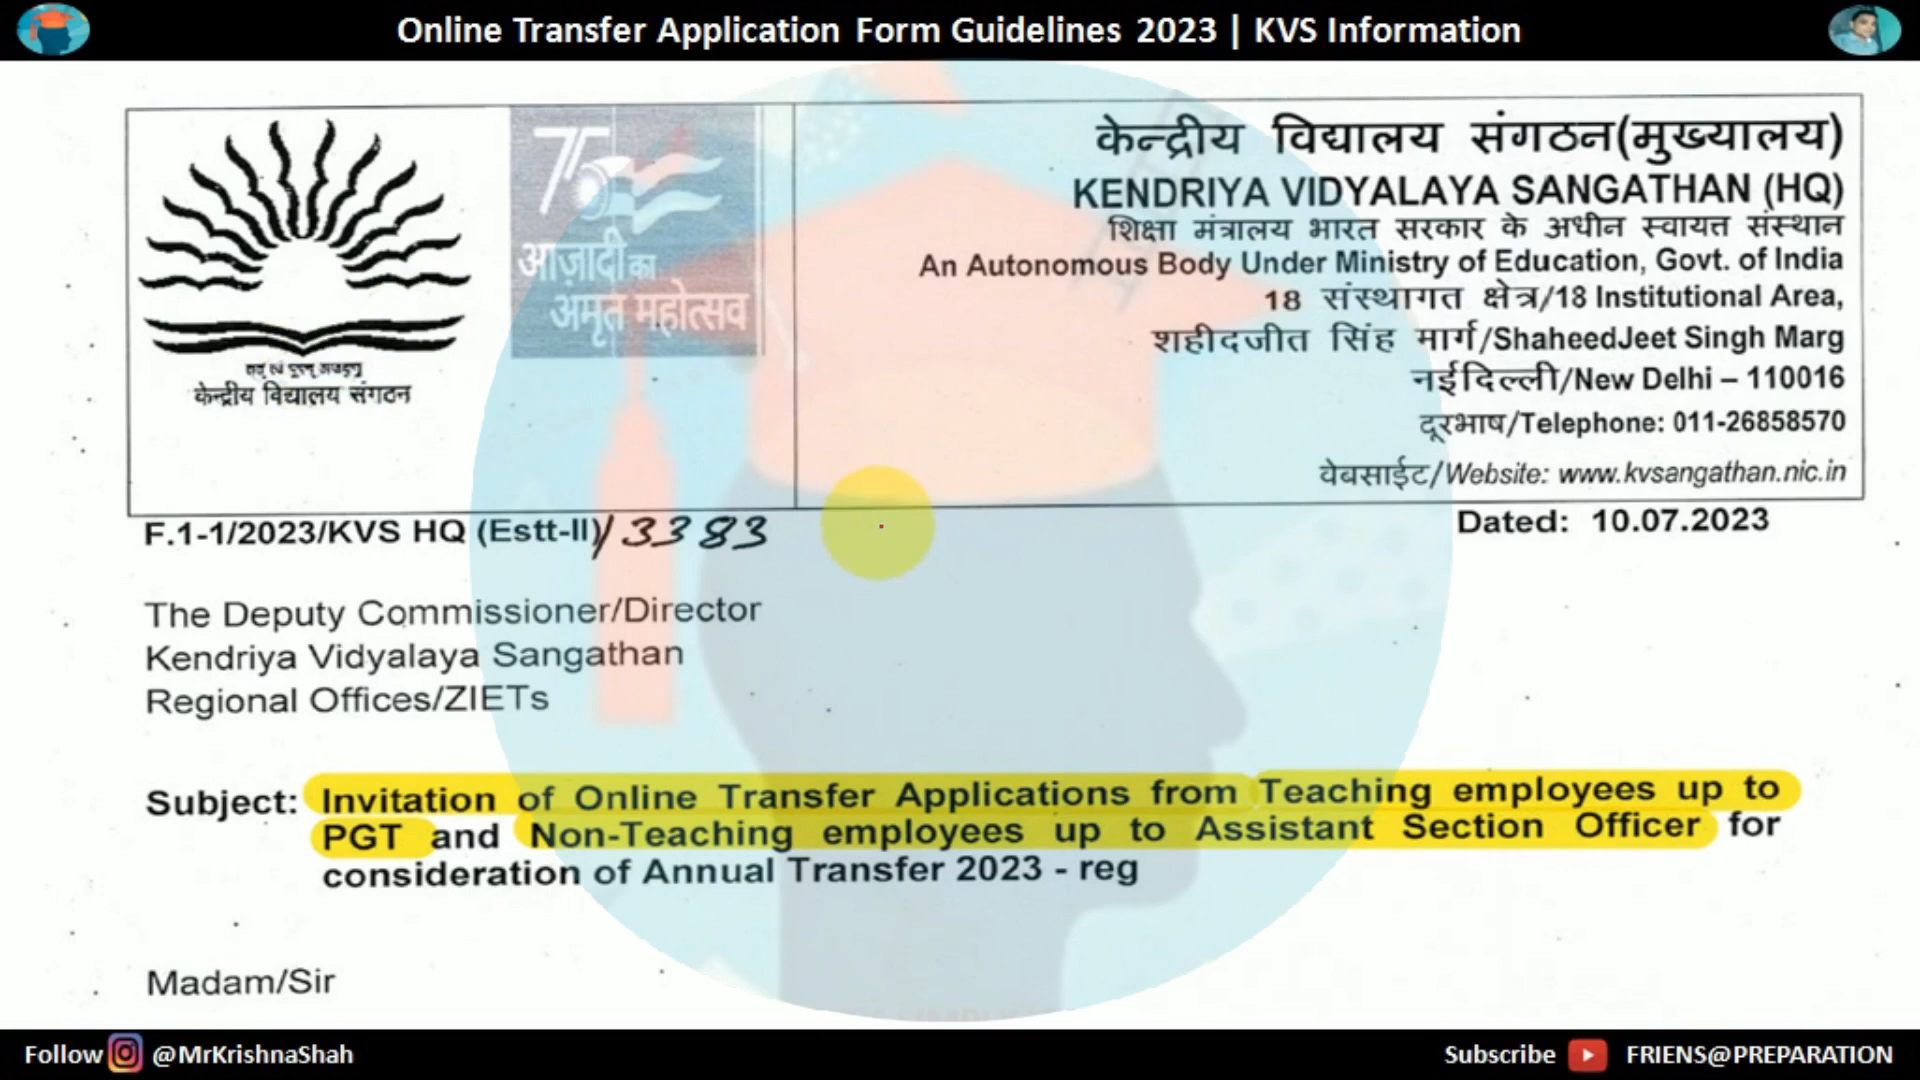 Online Transfer Application Form Guidelines 2023 | KVS Information
75
आज़ादी का
अमृत महोत्सव
केन्द्रीय विद्यालय संगठन
केन्द्रीय विद्यालय संगठन(मुख्यालय)
KENDRIYA VIDYALAYA SANGATHAN (HQ)
शिक्षा मंत्रालय भारत सरकार के अधीन स्वायत्त संस्थान
An Autonomous Body Under Ministry of Education, Govt. of India
18 संस्थागत क्षेत्र/18 Institutional Area,
शहीदजीत सिंह मार्ग/ShaheedJeet Singh Marg
नईदिल्ली/New Delhi – 110016
दूरभाष/Telephone: 011-26858570
वेबसाईट/Website: www.kvsangathan.nic.in
F.1-1/2023/KVS HQ (Estt-II)/3383
Dated: 10.07.2023
The Deputy Commissioner/Director
Kendriya Vidyalaya Sangathan
Regional Offices/ZIETs
Subject: Invitation of Online Transfer Applications from Teaching employees up to
PGT and Non-Teaching employees up to Assistant Section Officer for
consideration of Annual Transfer 2023 - reg
Madam/Sir
Follow @MrKrishnaShah
Subscribe FRIENS@PREPARATION